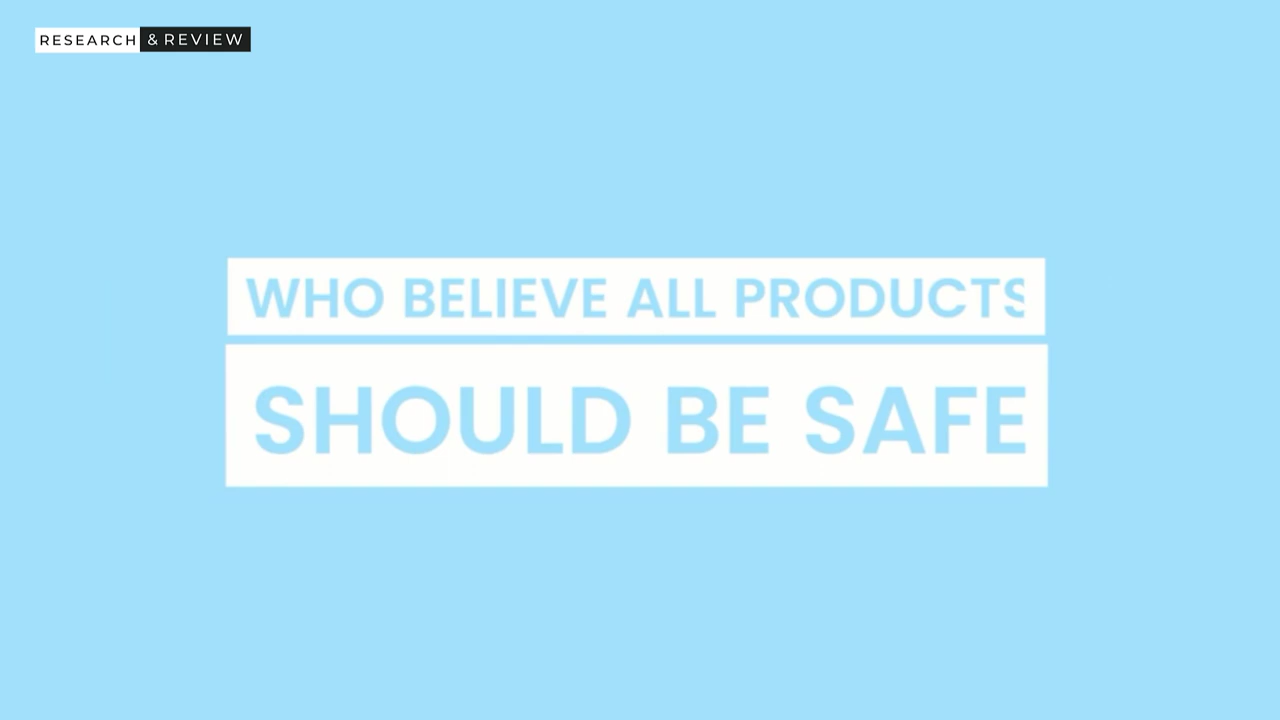 RESEARCH & REVIEW
WHO BELIEVE ALL PRODUCTS
SHOULD BE SAFE